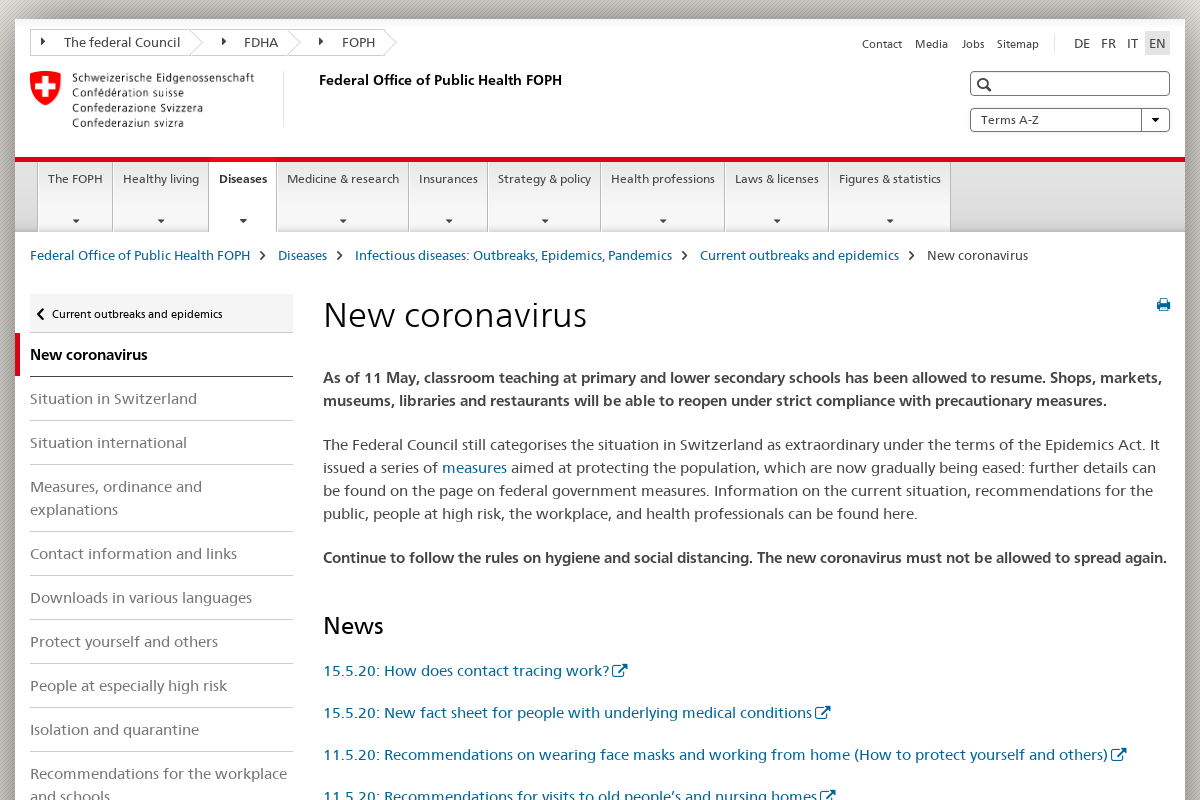 The federal Council
FDHA
FOPH
Contact
Media
Jobs
Sitemap
DE
FR
IT
EN
Schweizerische Eidgenossenschaft
Confédération suisse
Confederazione Svizzera
Confederaziun svizra
Federal Office of Public Health FOPH
Terms A-Z
The FOPH
Healthy living
Diseases
Medicine & research
Insurances
Strategy & policy
Health professions
Laws & licenses
Figures & statistics
Federal Office of Public Health FOPH
Diseases
Infectious diseases: Outbreaks, Epidemics, Pandemics
Current outbreaks and epidemics
New coronavirus
Current outbreaks and epidemics
New coronavirus
Situation in Switzerland
Situation international
Measures, ordinance and
explanations
Contact information and links
Downloads in various languages
Protect yourself and others
People at especially high risk
Isolation and quarantine
Recommendations for the workplace
and schools
New coronavirus
As of 11 May, classroom teaching at primary and lower secondary schools has been allowed to resume. Shops, markets,
museums, libraries and restaurants will be able to reopen under strict compliance with precautionary measures.
The Federal Council still categorises the situation in Switzerland as extraordinary under the terms of the Epidemics Act. It
issued a series of measures aimed at protecting the population, which are now gradually being eased: further details can
be found on the page on federal government measures. Information on the current situation, recommendations for the
public, people at high risk, the workplace, and health professionals can be found here.
Continue to follow the rules on hygiene and social distancing. The new coronavirus must not be allowed to spread again.
News
15.5.20: How does contact tracing work?
15.5.20: New fact sheet for people with underlying medical conditions
11.5.20: Recommendations on wearing face masks and working from home (How to protect yourself and others)
11.5.20: Recommendations for visits to old people’s and nursing homes